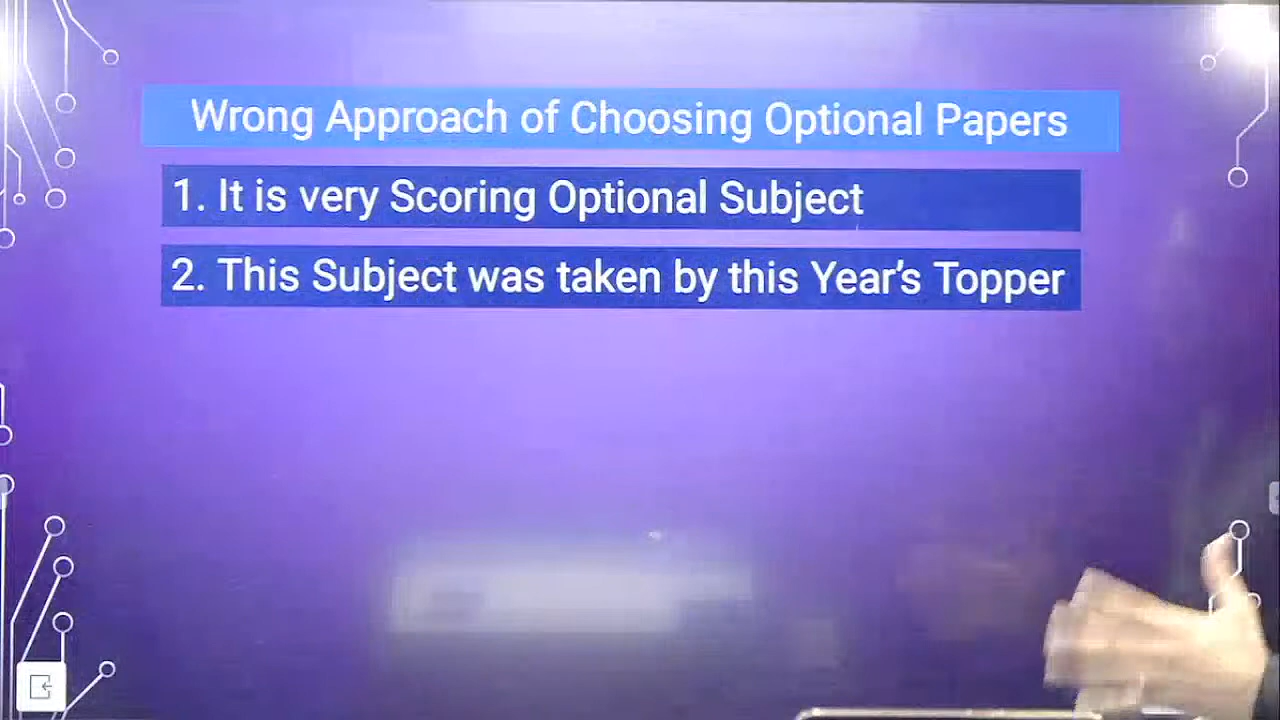 Wrong Approach of Choosing Optional Papers
1. It is very Scoring Optional Subject
2. This Subject was taken by this Year's Topper